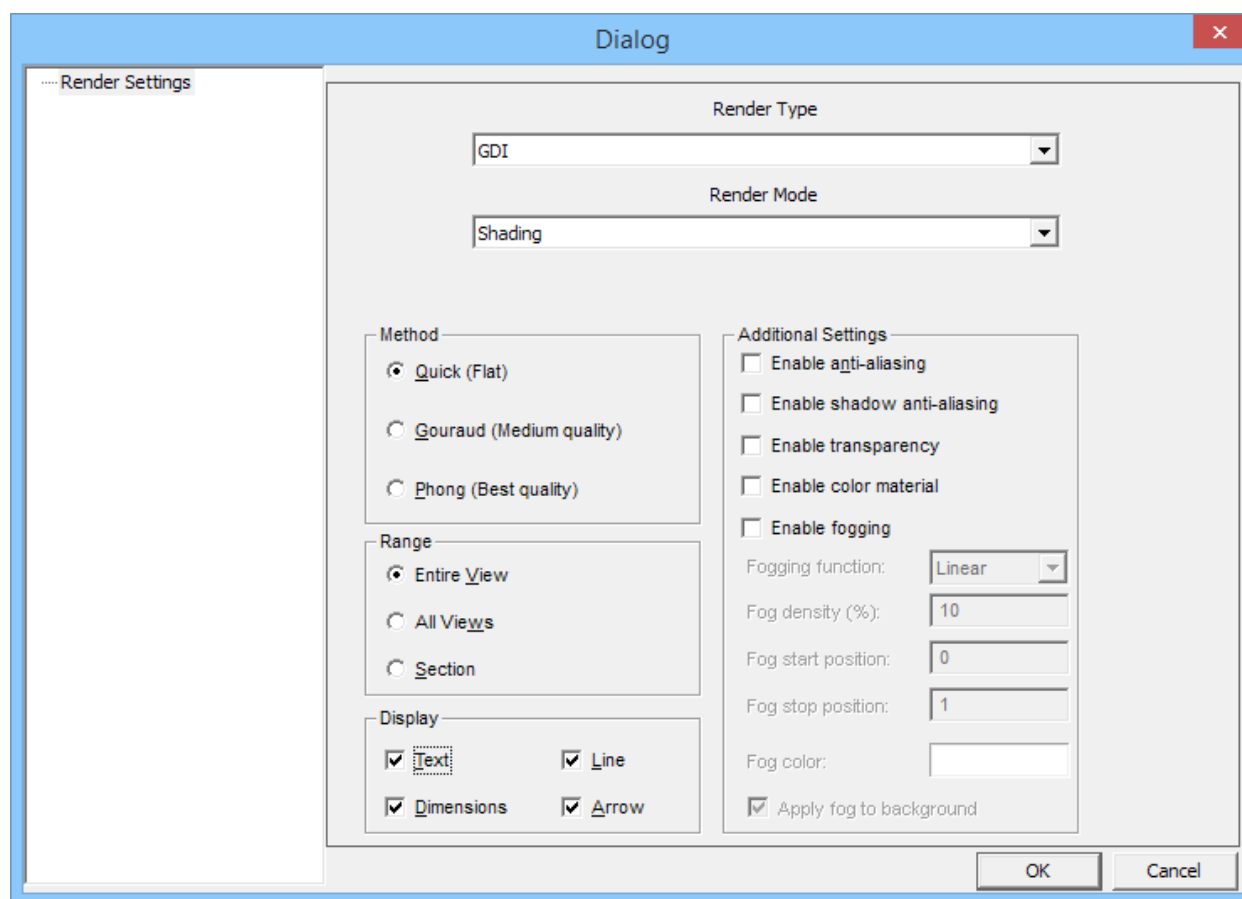 Dialog
Render Settings
Render Type
GDI
Render Mode
Shading
Method
Quick (Flat)
Gouraud (Medium quality)
Phong (Best quality)
Range
Entire View
All Views
Section
Display
Text
Line
Dimensions
Arrow
Additional Settings
Enable anti-aliasing
Enable shadow anti-aliasing
Enable transparency
Enable color material
Enable fogging
Fogging function:
Linear
Fog density (%):
10
Fog start position:
0
Fog stop position:
1
Fog color:
Apply fog to background
OK
Cancel